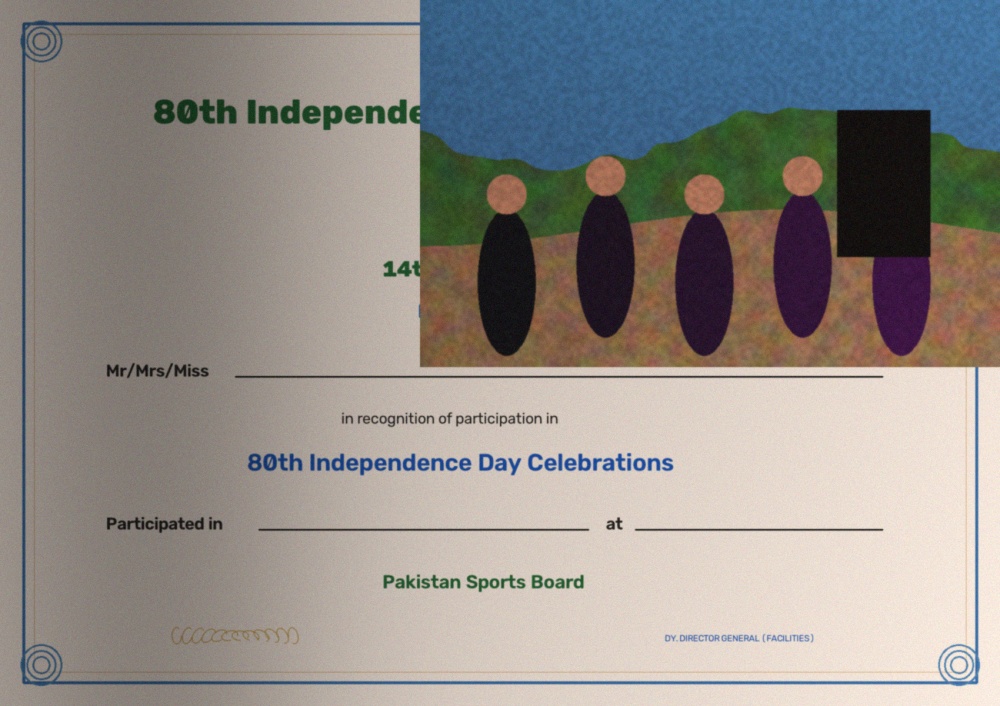 80th Independe
14t
Mr/Mrs/Miss
in recognition of participation in
80th Independence Day Celebrations
Participated in at
Pakistan Sports Board
DY. DIRECTOR GENERAL (FACILITIES)